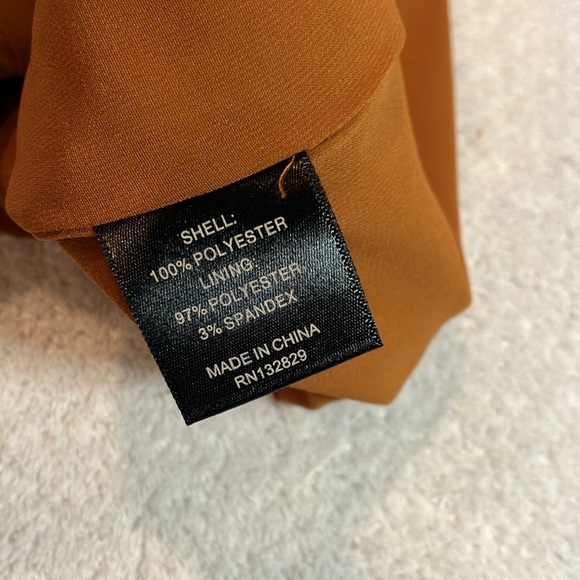 SHELL:
100% POLYESTER
LINING:
97% POLYESTER
3% SPANDEX
MADE IN CHINA
RN132829